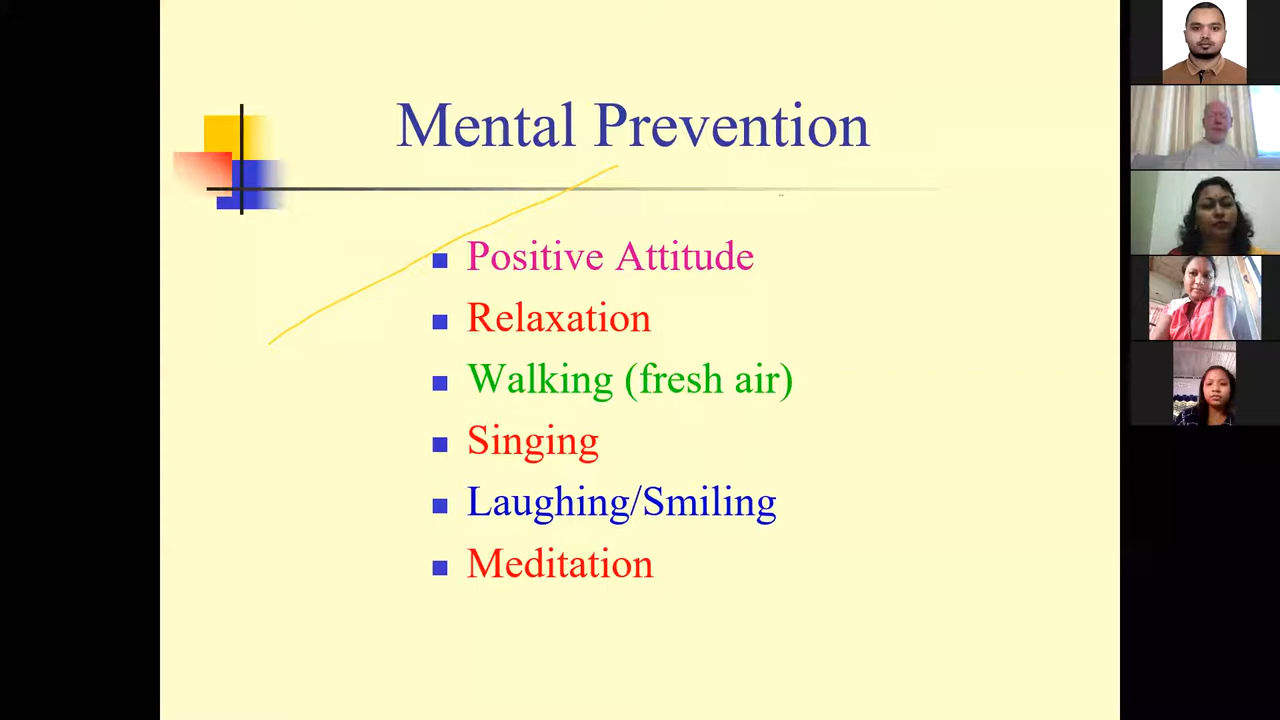 Mental Prevention
Positive Attitude
Relaxation
Walking (fresh air)
Singing
Laughing/Smiling
Meditation